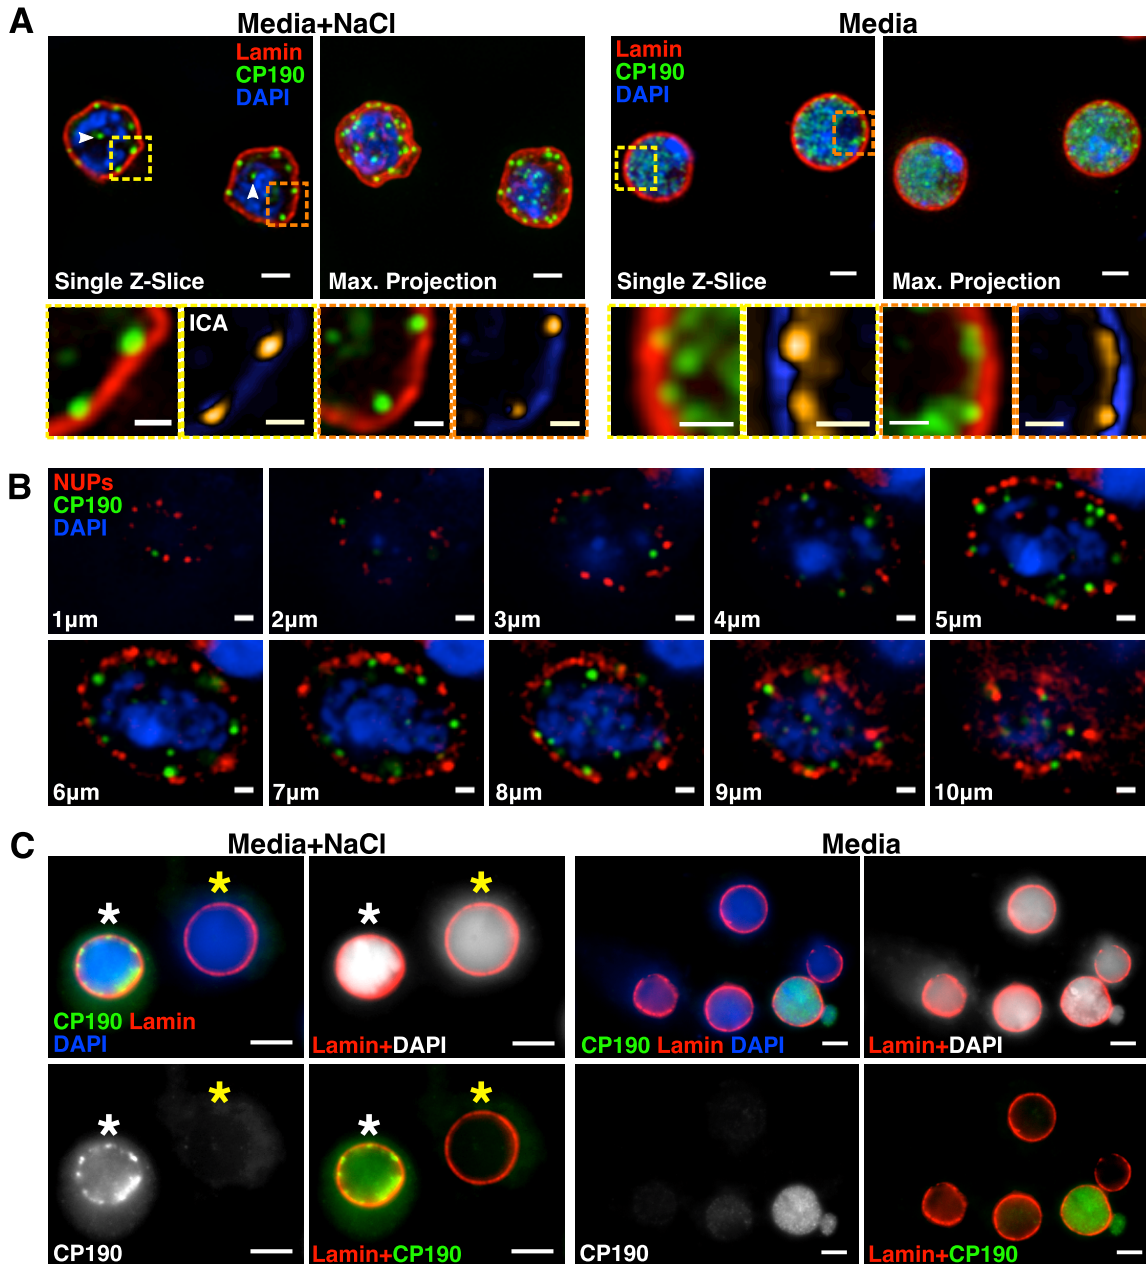 A
Media+NaCl
Media
Lamin
CP190
DAPI
Single Z-Slice
Max. Projection
Lamin
CP190
DAPI
Single Z-Slice
Max. Projection
ICA
B
NUPs
CP190
DAPI
1µm
2µm
3µm
4µm
5µm
6µm
7µm
8µm
9µm
10µm
C
Media+NaCl
Media
* *
* *
CP190 Lamin
DAPI
Lamin+DAPI
CP190 Lamin DAPI
Lamin+DAPI
* *
* *
CP190
Lamin+CP190
CP190
Lamin+CP190